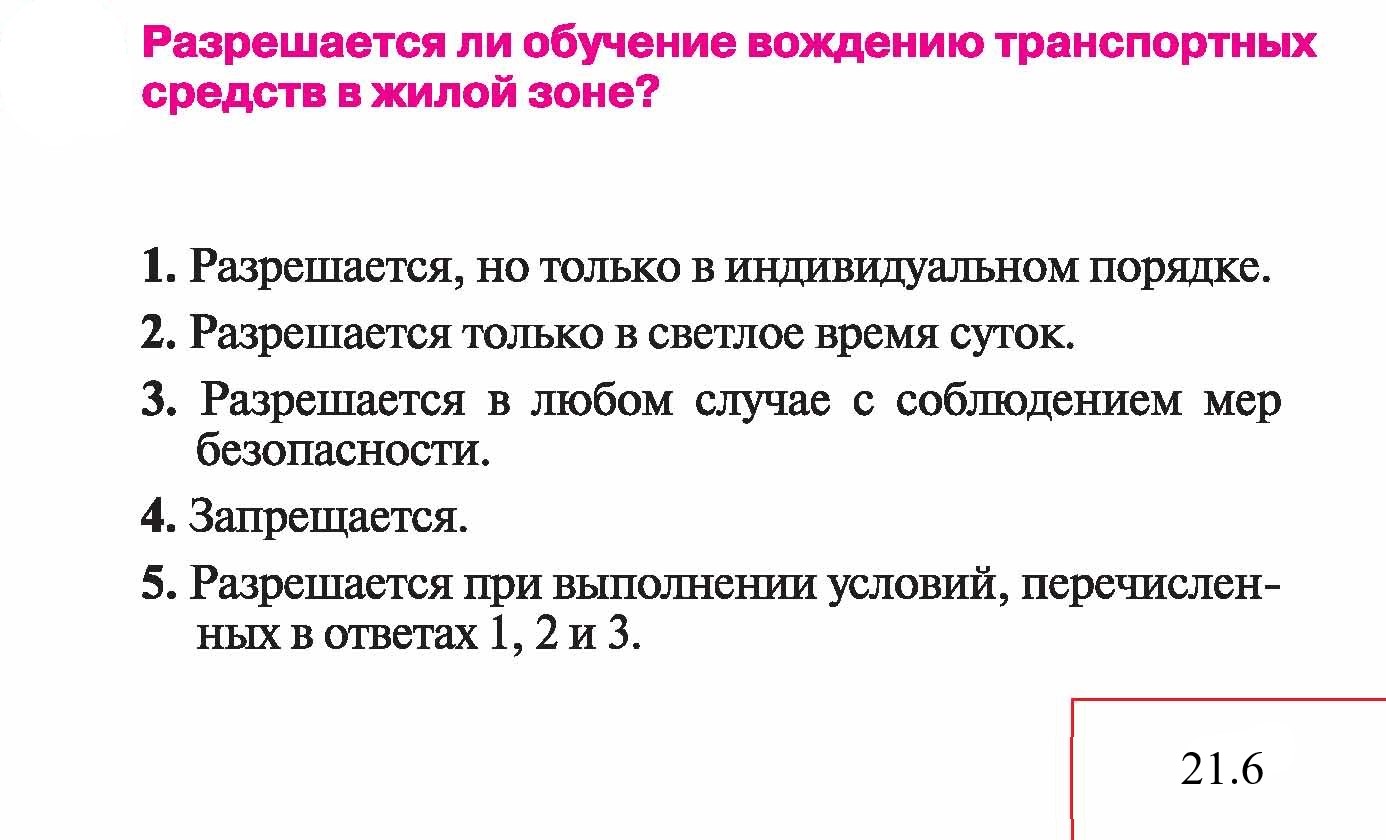 Разрешается ли обучение вождению транспортных
средств в жилой зоне?
1. Разрешается, но только в индивидуальном порядке.
2. Разрешается только в светлое время суток.
3. Разрешается в любом случае с соблюдением мер
безопасности.
4. Запрещается.
5. Разрешается при выполнении условий, перечислен-
ных в ответах 1, 2 и 3.
21.6